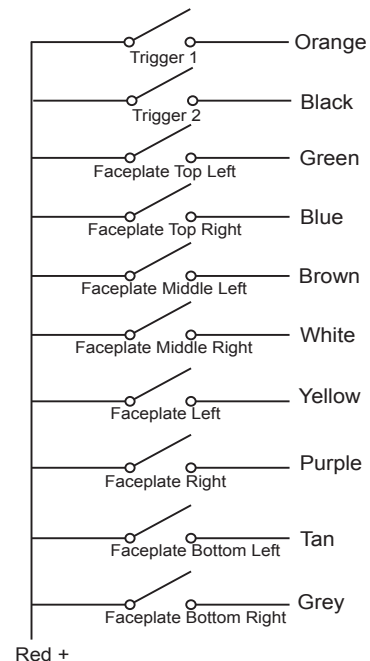 Orange
Trigger 1
Black
Trigger 2
Green
Faceplate Top Left
Blue
Faceplate Top Right
Brown
Faceplate Middle Left
White
Faceplate Middle Right
Yellow
Faceplate Left
Purple
Faceplate Right
Tan
Faceplate Bottom Left
Grey
Faceplate Bottom Right
Red +